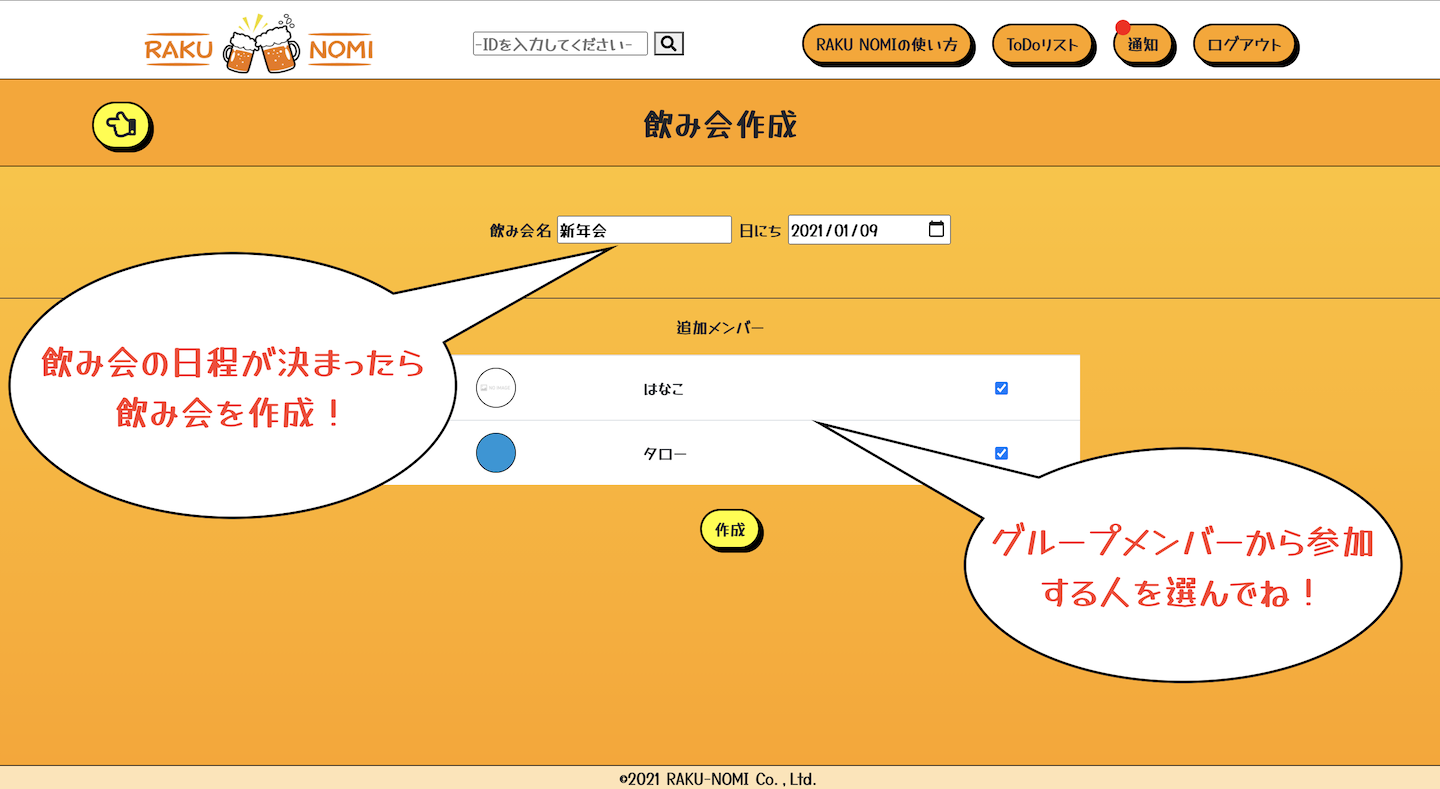 RAKU NOMI
-IDを入力してください-
RAKU NOMIの使い方
ToDoリスト
通知
ログアウト
飲み会作成
飲み会名 新年会 日にち 2021/01/09
飲み会の日程が決まったら
飲み会を作成！
追加メンバー
はなこ
タロー
作成
グループメンバーから参加
する人を選んでね！
©2021 RAKU-NOMI Co.,Ltd.